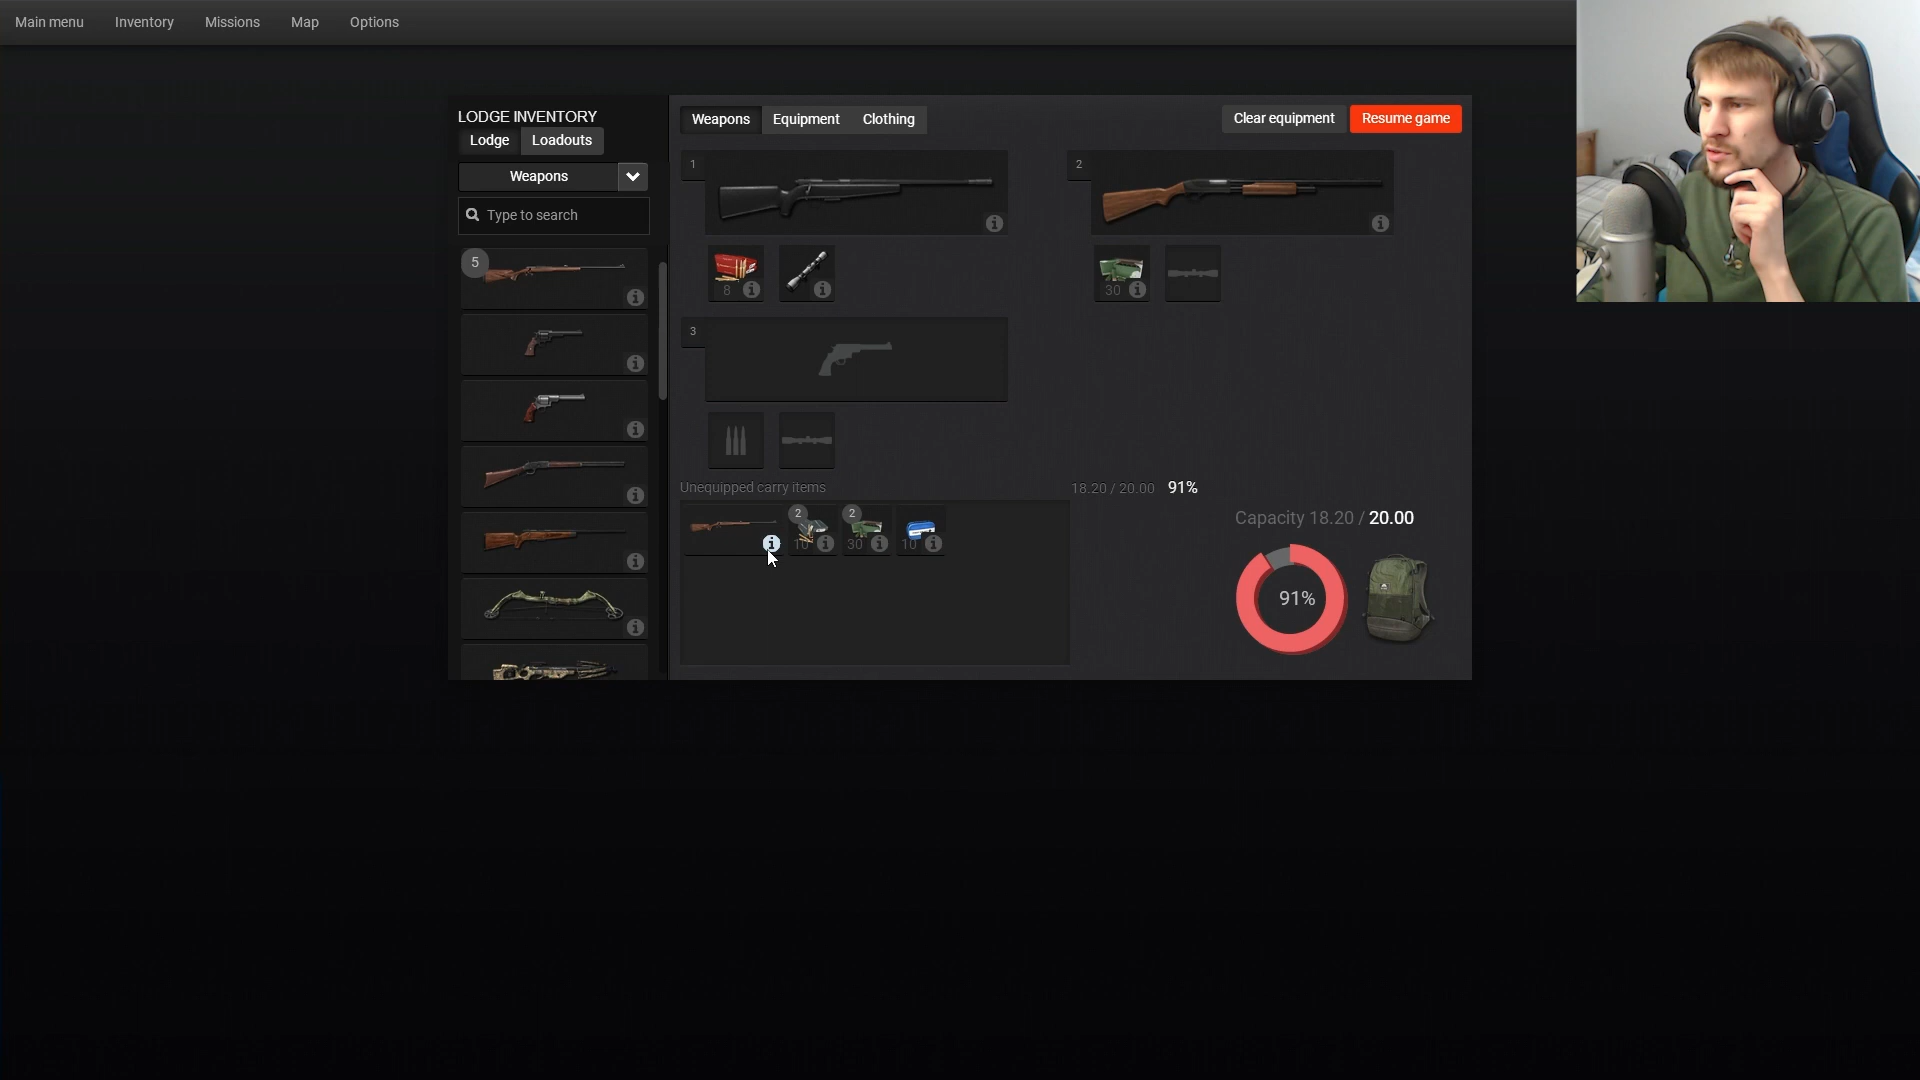 Main menu Inventory Missions Map Options
LODGE INVENTORY
Lodge Loadouts
Weapons
Type to search
5
Weapons Equipment Clothing
Clear equipment Resume game
1
2
8
30
3
Unequipped carry items
18.20 / 20.00 91%
2
10
2
30
10
Capacity 18.20 / 20.00
91%